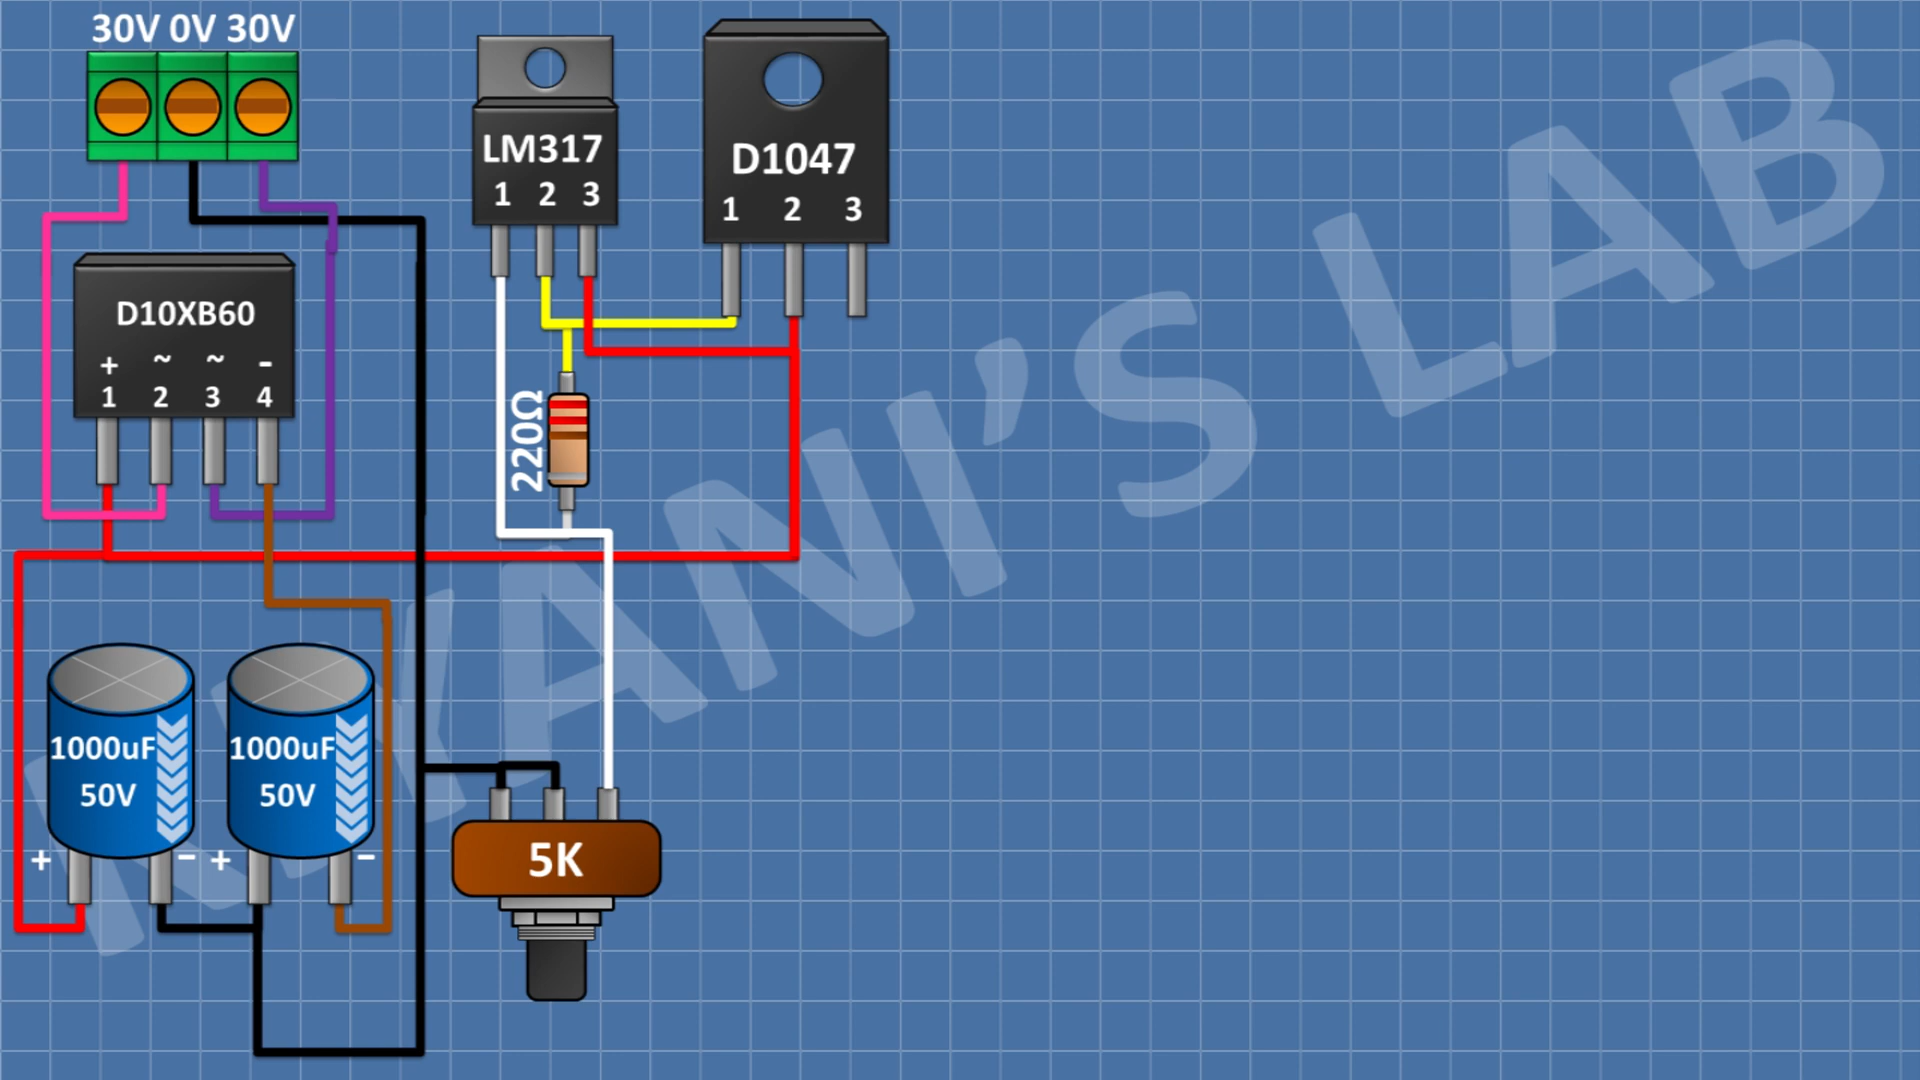 30V 0V 30V
LM317
1 2 3
D1047
1 2 3
D10XB60
+ ~ ~ -
1 2 3 4
220Ω
1000uF
50V
+ -
1000uF
50V
+ -
5K
KIYANI'S LAB